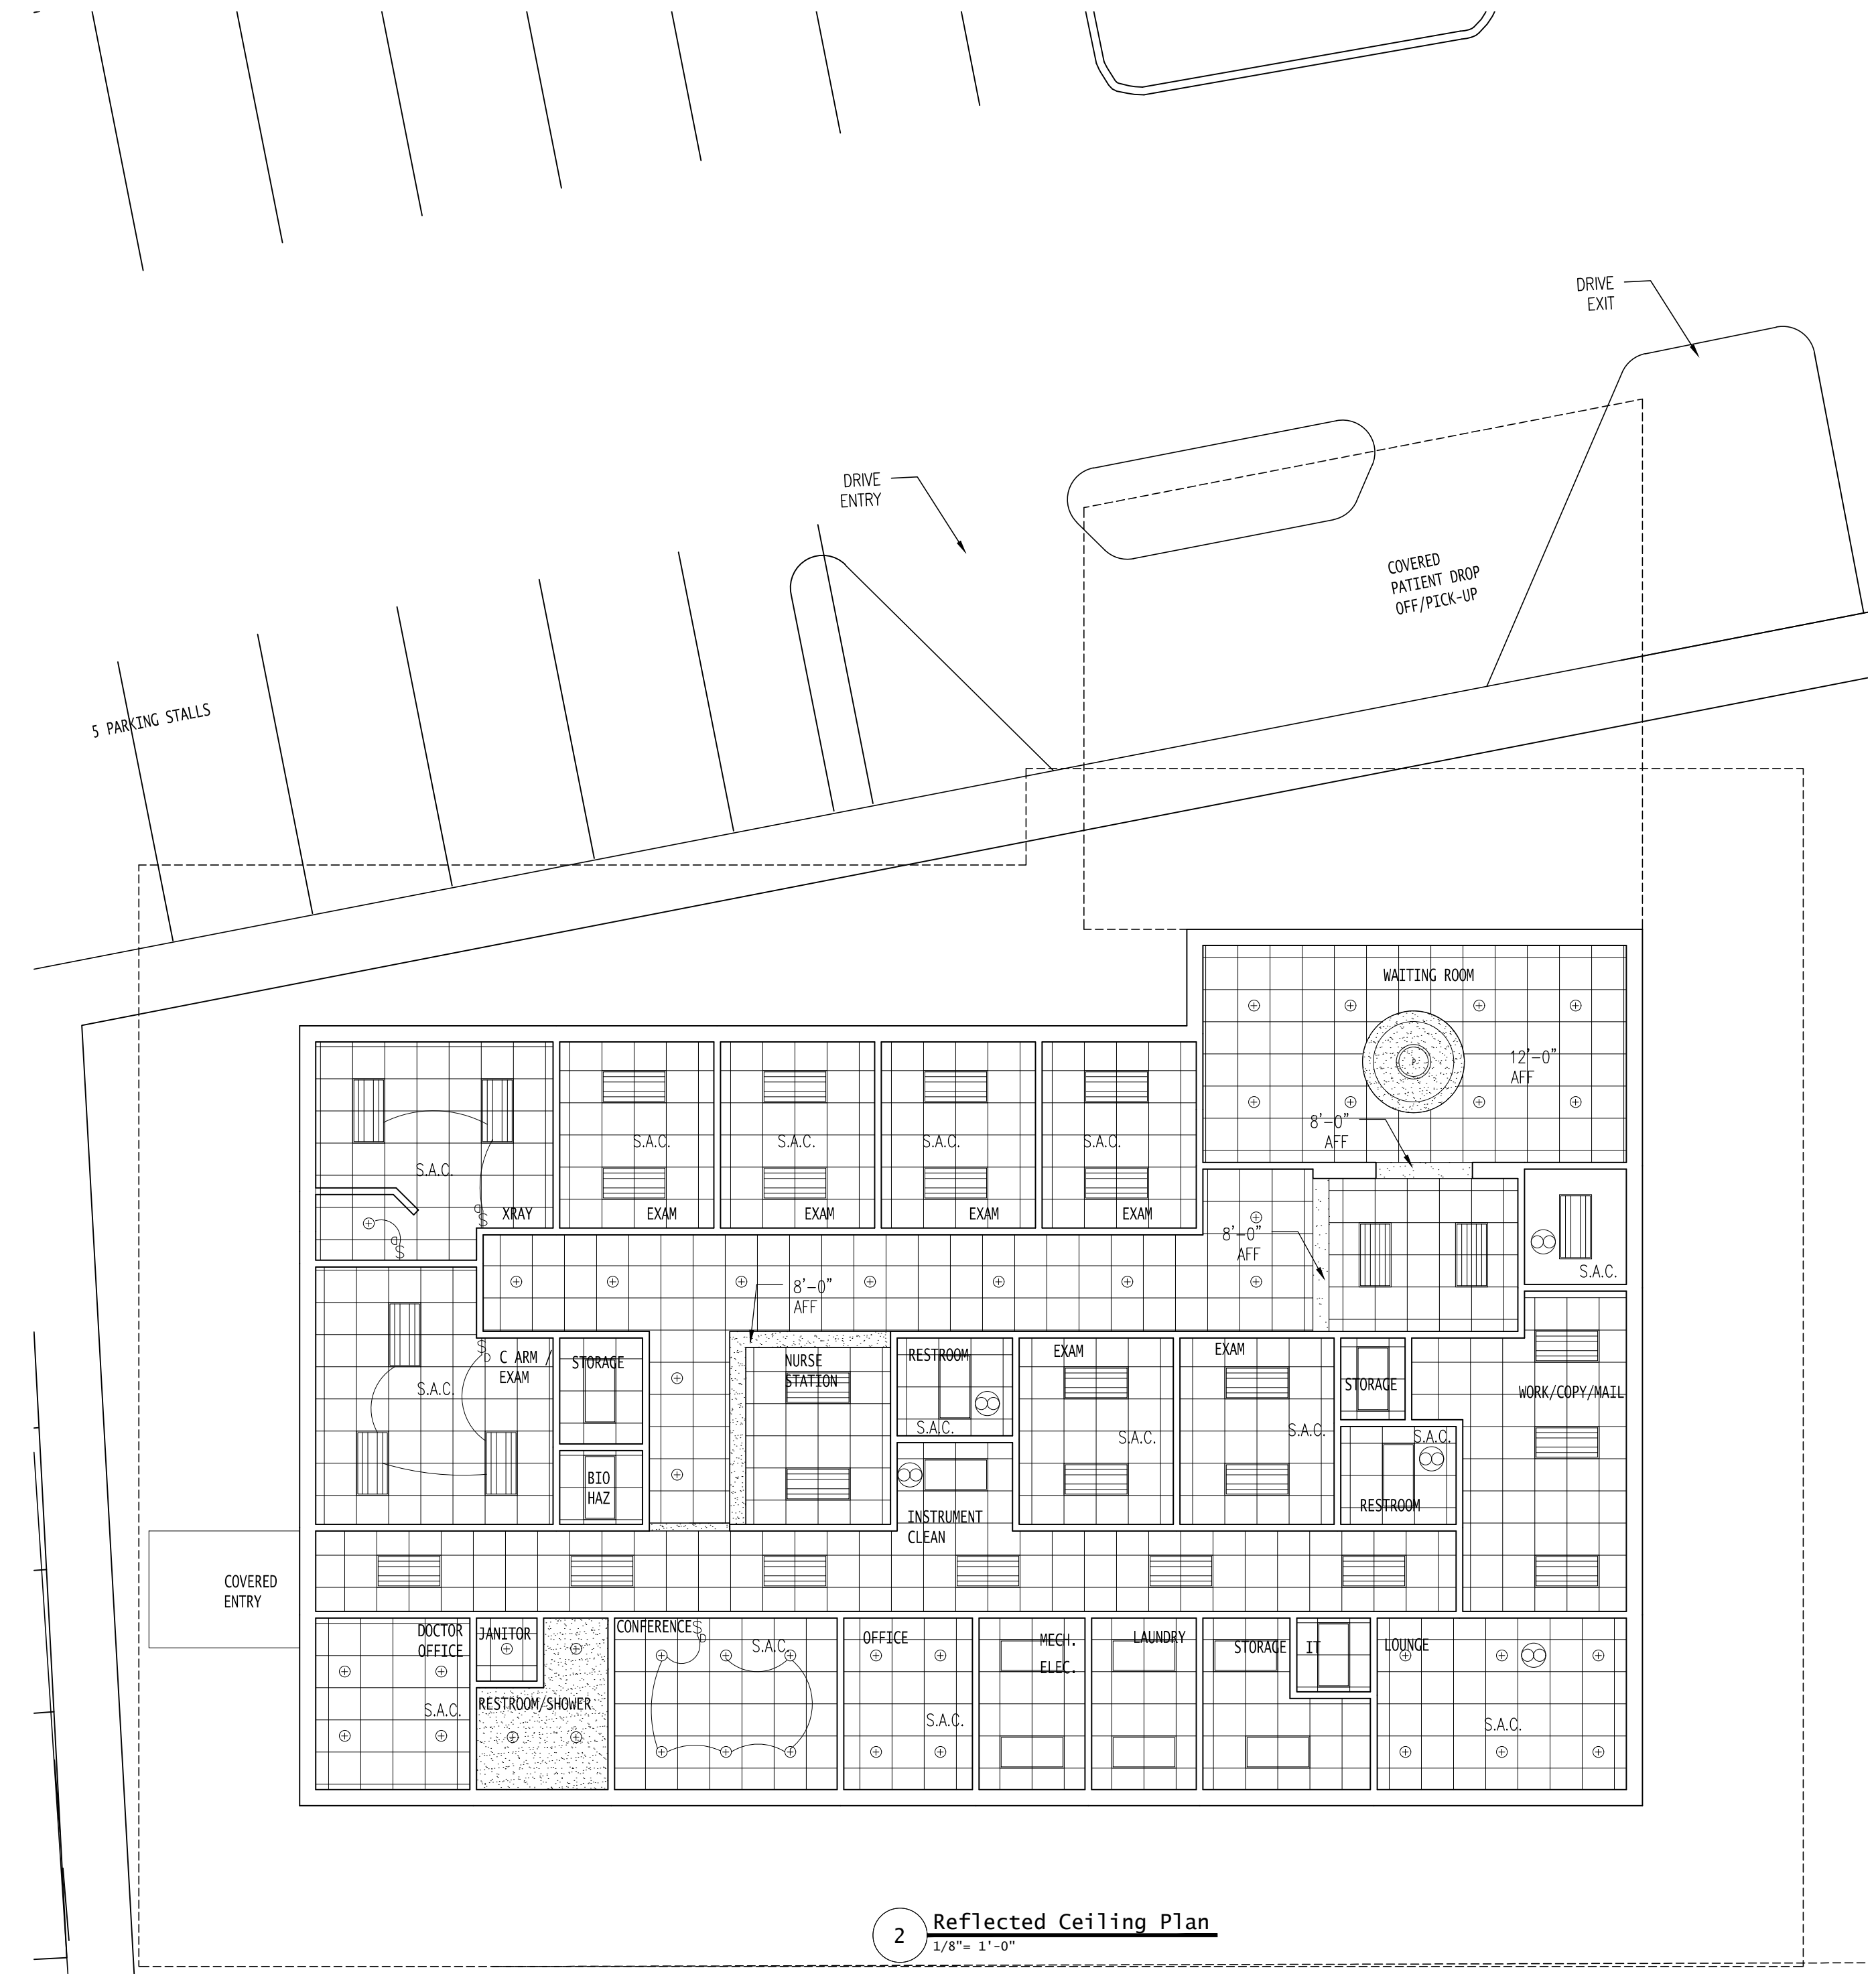 DRIVE
EXIT
DRIVE
ENTRY
COVERED
PATIENT DROP
OFF/PICK-UP
5 PARKING STALLS
WAITING ROOM
12'-0"
AFF
8'-0"
AFF
S.A.C.
S.A.C.
S.A.C.
S.A.C.
S.A.C.
XRAY
EXAM
EXAM
EXAM
EXAM
S
D
S
D
8'-0"
AFF
S.A.C.
8'-0"
AFF
S
D
C ARM /
EXAM
S.A.C.
STORAGE
NURSE
STATION
RESTROOM
S.A.C.
EXAM
S.A.C.
EXAM
S.A.C.
STORAGE
WORK/COPY/MAIL
S.A.C.
RESTROOM
BIO
HAZ
INSTRUMENT
CLEAN
COVERED
ENTRY
DOCTOR
OFFICE
S.A.C.
JANITOR
RESTROOM/SHOWER
CONFERENCE
S
D
S.A.C.
OFFICE
S.A.C.
MECH.
ELEC.
LAUNDRY
STORAGE
IT
LOUNGE
S.A.C.
2
Reflected Ceiling Plan
1/8"= 1'-0"